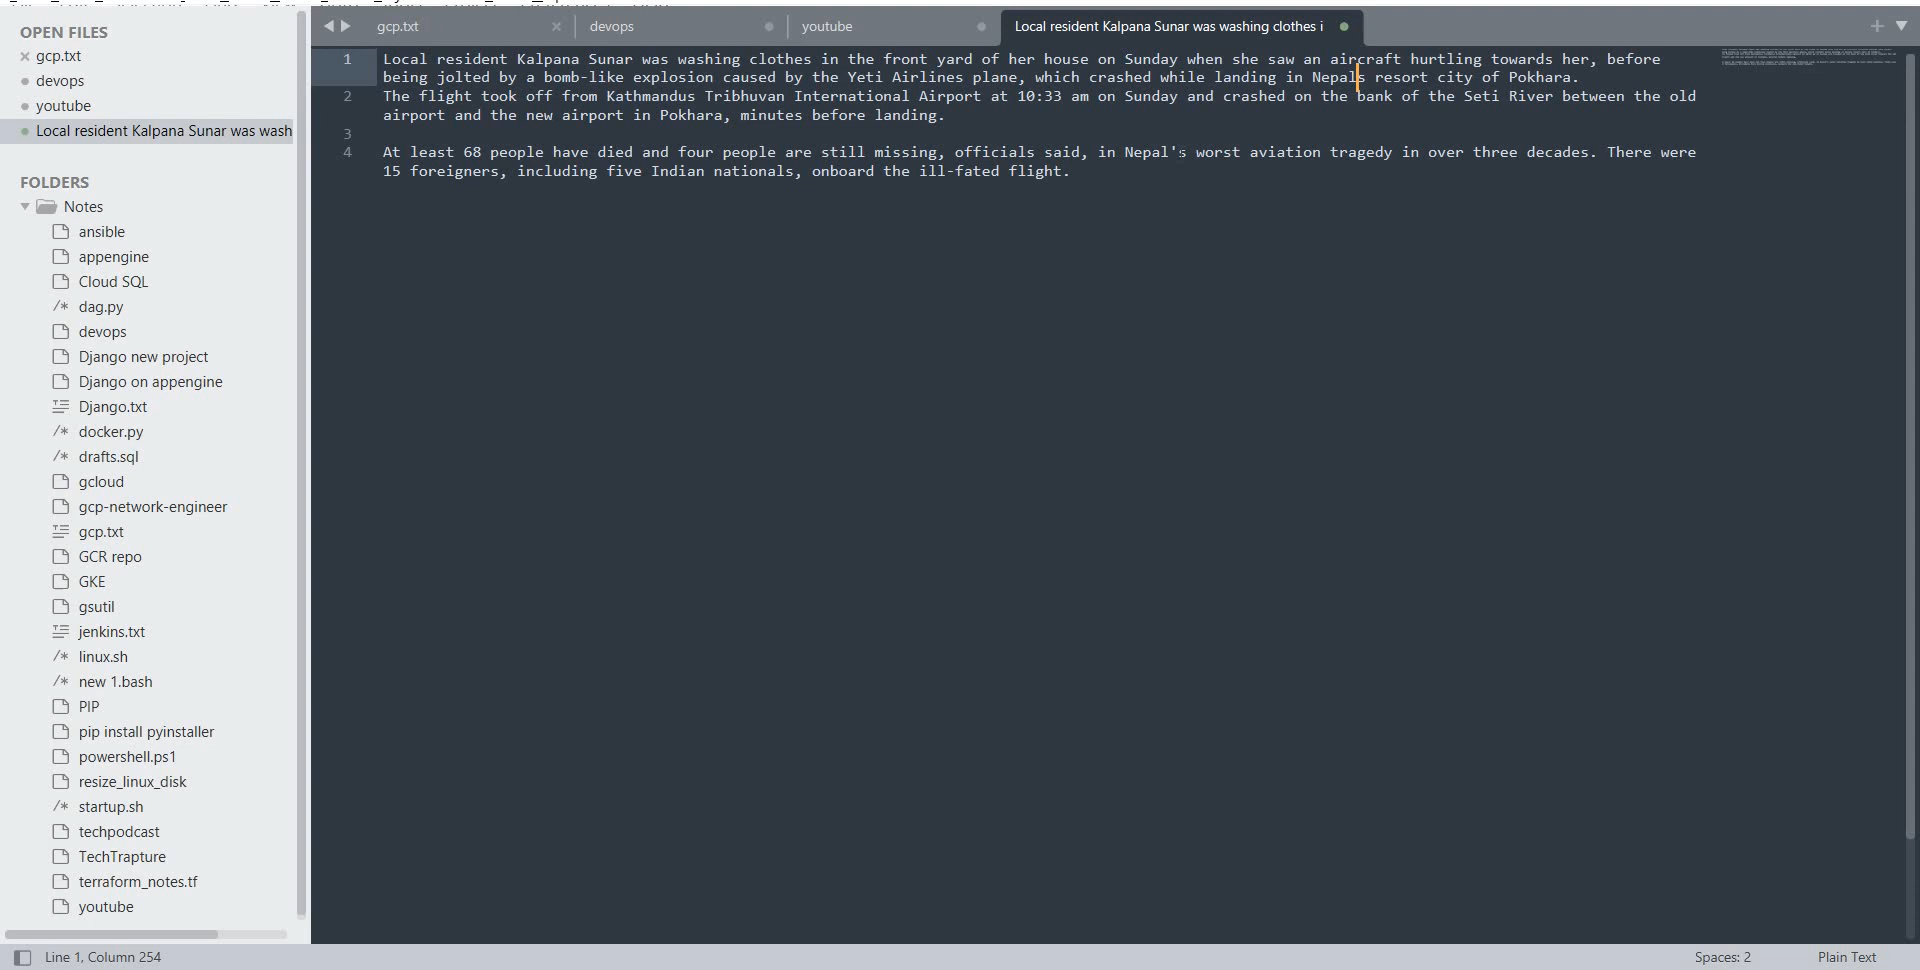 OPEN FILES
gcp.txt
devops
youtube
Local resident Kalpana Sunar was wash
FOLDERS
Notes
ansible
appengine
Cloud SQL
/* dag.py
devops
Django new project
Django on appengine
Django.txt
/* docker.py
/* drafts.sql
gcloud
gcp-network-engineer
gcp.txt
GCR repo
GKE
gsutil
jenkins.txt
/* linux.sh
/* new 1.bash
PIP
pip install pyinstaller
powershell.ps1
resize_linux_disk
/* startup.sh
techpodcast
TechTrapture
terraform_notes.tf
youtube
gcp.txt devops youtube Local resident Kalpana Sunar was washing clothes i
1 Local resident Kalpana Sunar was washing clothes in the front yard of her house on Sunday when she saw an aircraft hurtling towards her, before
being jolted by a bomb-like explosion caused by the Yeti Airlines plane, which crashed while landing in Nepals resort city of Pokhara.
2 The flight took off from Kathmandus Tribhuvan International Airport at 10:33 am on Sunday and crashed on the bank of the Seti River between the old
airport and the new airport in Pokhara, minutes before landing.
3
4 At least 68 people have died and four people are still missing, officials said, in Nepal's worst aviation tragedy in over three decades. There were
15 foreigners, including five Indian nationals, onboard the ill-fated flight.
Line 1, Column 254 Spaces: 2 Plain Text